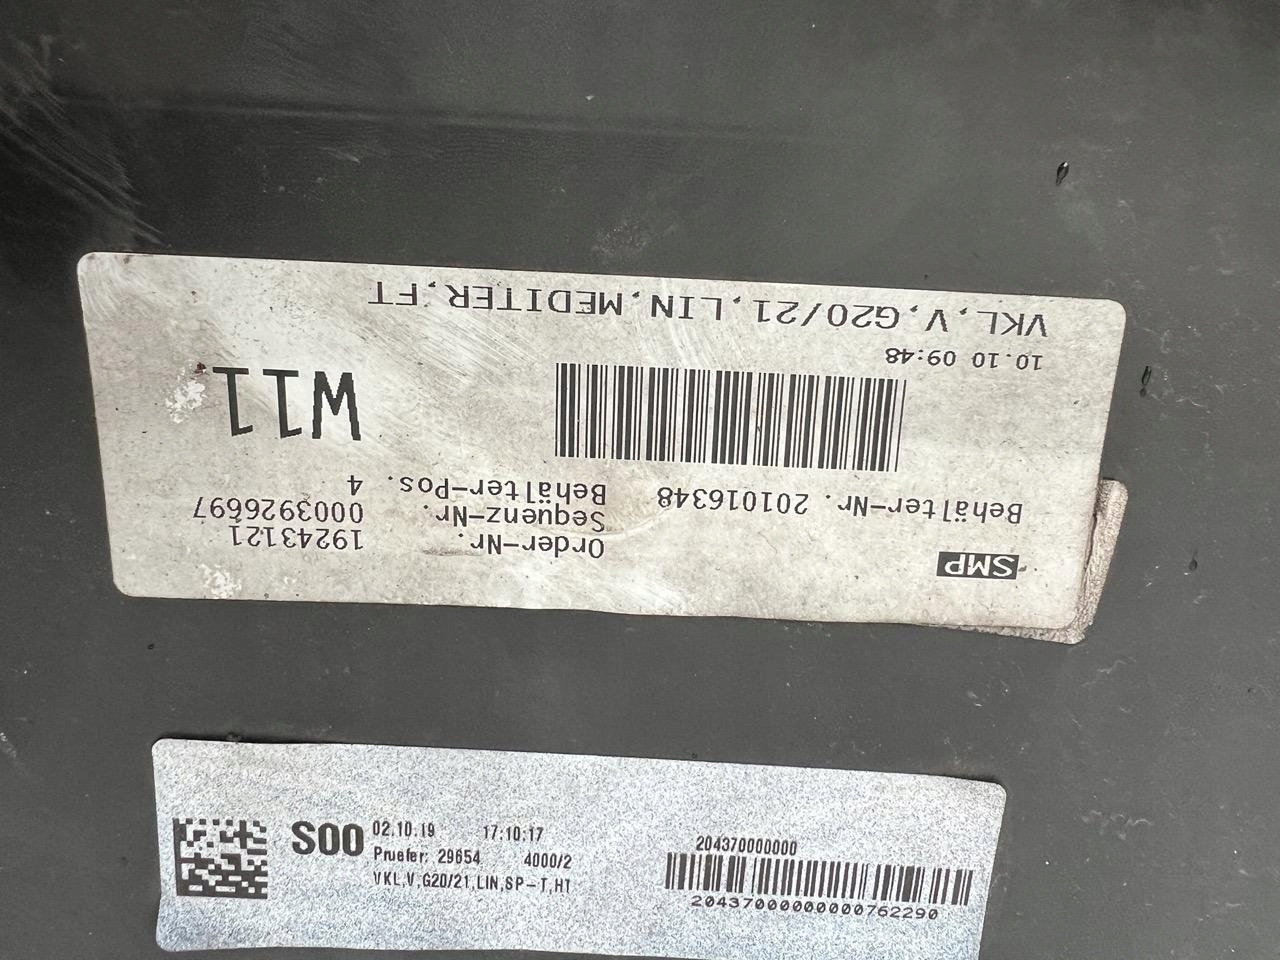 SMP
Order-Nr. 19243121
Sequenz-Nr. 0003926697
Behälter-Nr. 201016348 Behälter-Pos. 4
W11
10.10 09:48
VKL,V,G20/21,LIN,MEDITER,FT
S00 02.10.19 17:10:17
Pruefer: 29654 4000/2
VKL,V,G20/21,LIN,SP-T,HT
204370000000
20437000000000762290